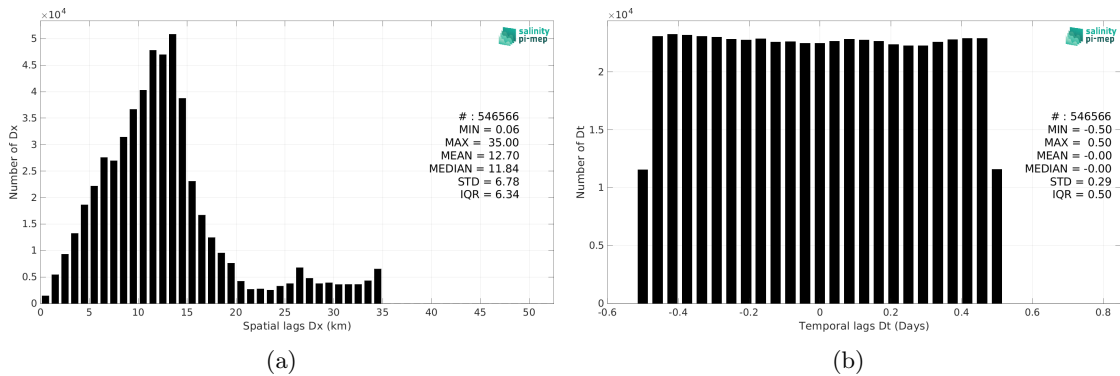 ×10⁴
5
4.5
4
3.5
3
2.5
2
1.5
1
0.5
0
Number of Dx
0 5 10 15 20 25 30 35 40 45 50
Spatial lags Dx (km)
salinity
pi-mep
# : 546566
MIN = 0.06
MAX = 35.00
MEAN = 12.70
MEDIAN = 11.84
STD = 6.78
IQR = 6.34
(a)
×10⁴
2
1.5
1
0.5
0
Number of Dt
-0.6 -0.4 -0.2 0 0.2 0.4 0.6 0.8
Temporal lags Dt (Days)
salinity
pi-mep
# : 546566
MIN = -0.50
MAX = 0.50
MEAN = -0.00
MEDIAN = -0.00
STD = 0.29
IQR = 0.50
(b)